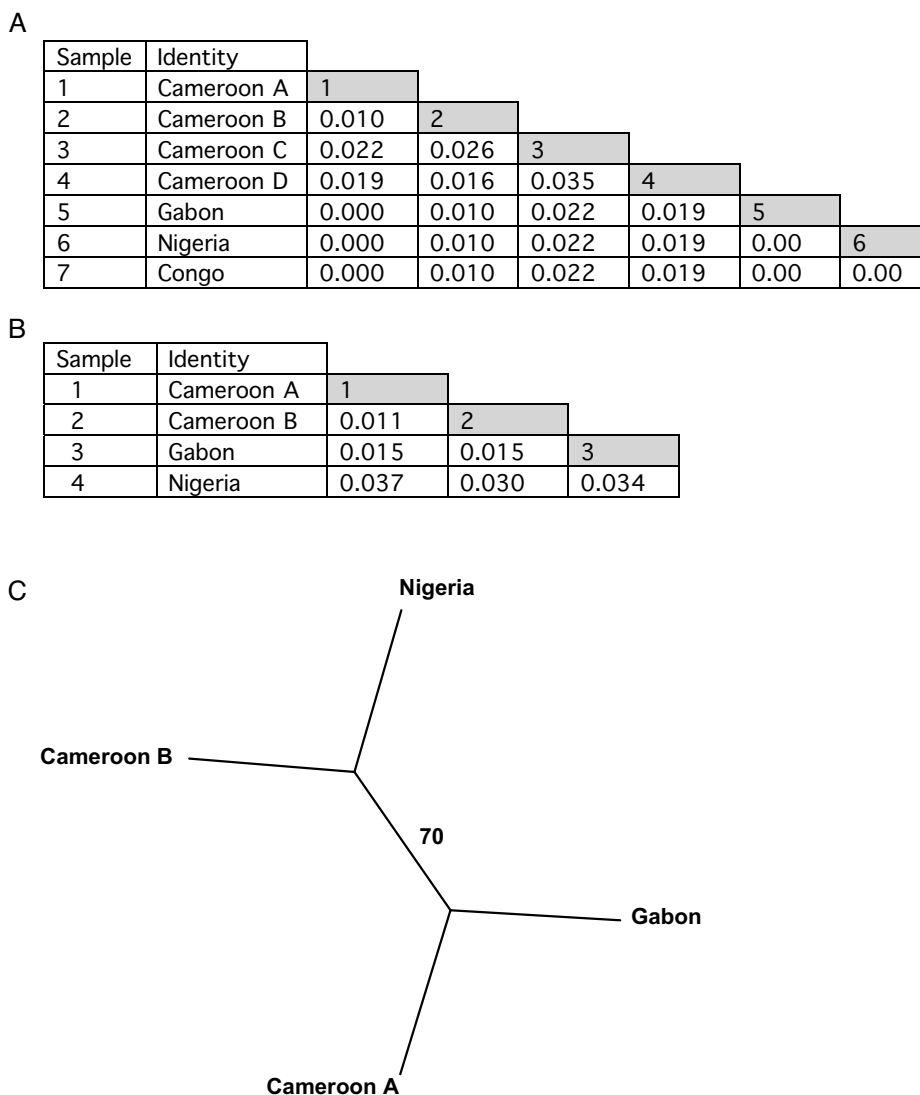 A
Sample Identity
1 Cameroon A 1
2 Cameroon B 0.010 2
3 Cameroon C 0.022 0.026 3
4 Cameroon D 0.019 0.016 0.035 4
5 Gabon 0.000 0.010 0.022 0.019 5
6 Nigeria 0.000 0.010 0.022 0.019 0.00 6
7 Congo 0.000 0.010 0.022 0.019 0.00 0.00
B
Sample Identity
1 Cameroon A 1
2 Cameroon B 0.011 2
3 Gabon 0.015 0.015 3
4 Nigeria 0.037 0.030 0.034
C
Nigeria
Cameroon B
70
Gabon
Cameroon A